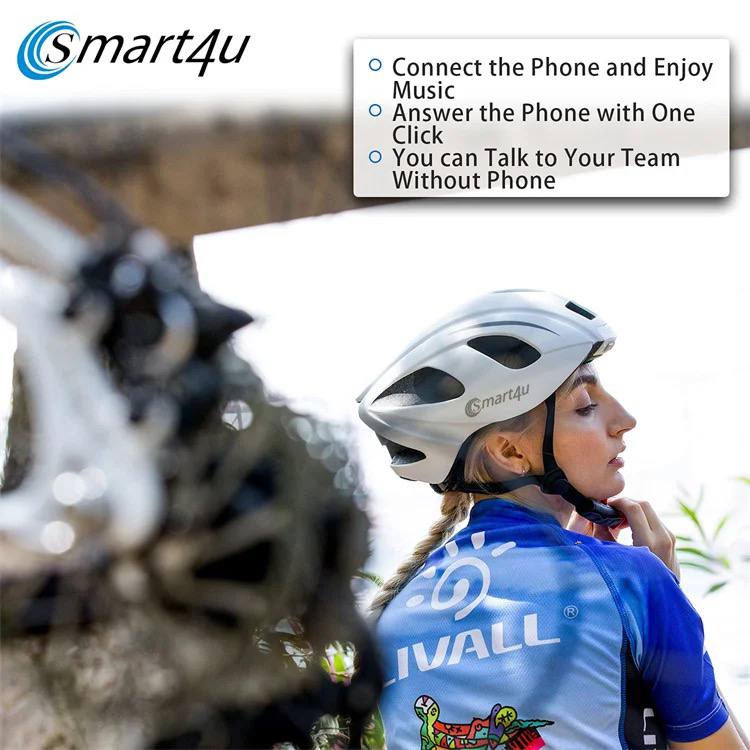 Smart4u
Connect the Phone and Enjoy
Music
Answer the Phone with One
Click
You can Talk to Your Team
Without Phone
Smart4u
LIVALL
®